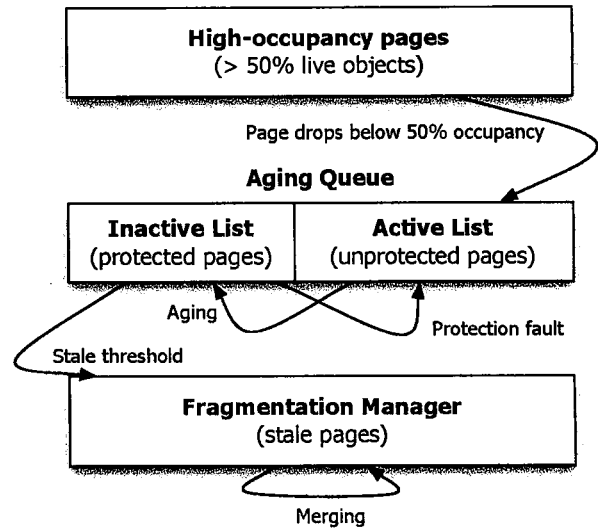 High-occupancy pages
(> 50% live objects)
Page drops below 50% occupancy
Aging Queue
Inactive List
(protected pages)
Active List
(unprotected pages)
Aging
Protection fault
Stale threshold
Fragmentation Manager
(stale pages)
Merging